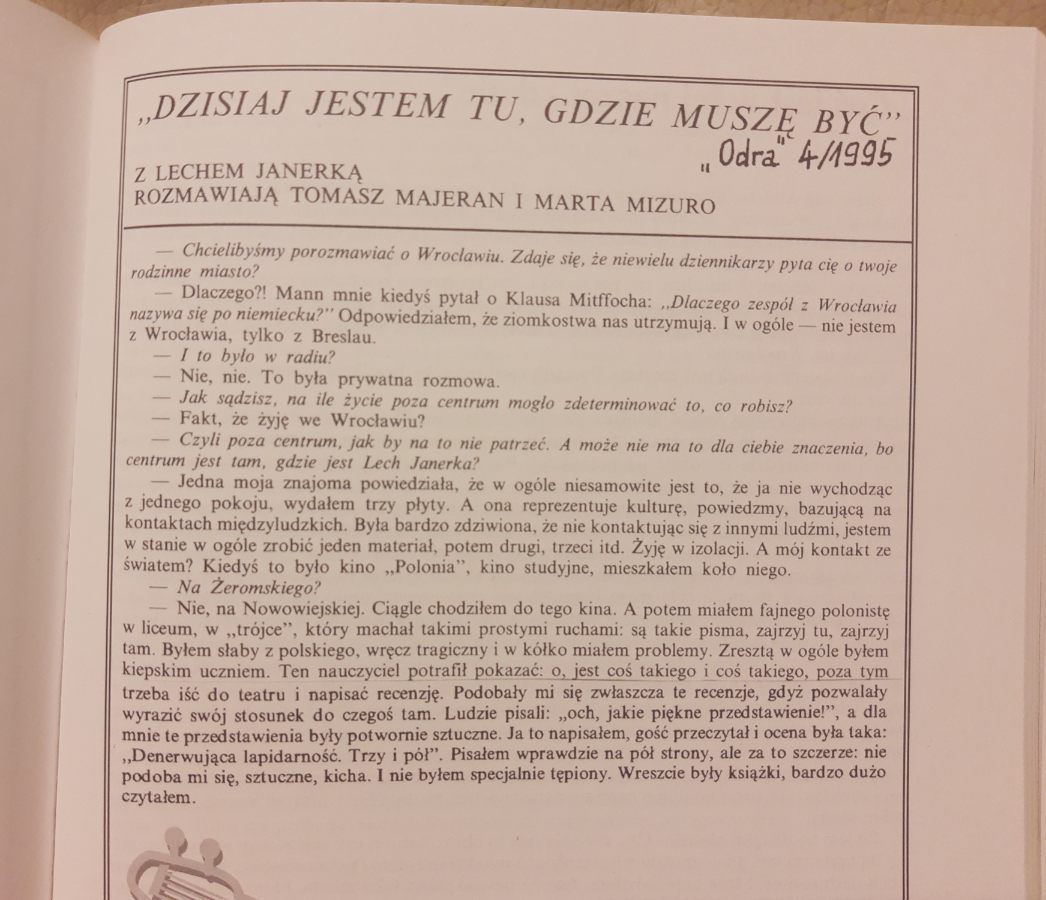 „DZISIAJ JESTEM TU, GDZIE MUSZĘ BYĆ”
„Odra” 4/1995
Z LECHEM JANERKĄ
ROZMAWIAJĄ TOMASZ MAJERAN I MARTA MIZURO
— Chcielibyśmy porozmawiać o Wrocławiu. Zdaje się, że niewielu dziennikarzy pyta cię o twoje
rodzinne miasto?
— Dlaczego?! Mann mnie kiedyś pytał o Klausa Mitffocha: „Dlaczego zespół z Wrocławia
nazywa się po niemiecku?” Odpowiedziałem, że ziomkostwa nas utrzymują. I w ogóle — nie jestem
z Wrocławia, tylko z Breslau.
— I to było w radiu?
— Nie, nie. To była prywatna rozmowa.
— Jak sądzisz, na ile życie poza centrum mogło zdeterminować to, co robisz?
— Fakt, że żyję we Wrocławiu?
— Czyli poza centrum, jak by na to nie patrzeć. A może nie ma to dla ciebie znaczenia, bo
centrum jest tam, gdzie jest Lech Janerka?
— Jedna moja znajoma powiedziała, że w ogóle niesamowite jest to, że ja nie wychodząc
z jednego pokoju, wydałem trzy płyty. A ona reprezentuje kulturę, powiedzmy, bazującą na
kontaktach międzyludzkich. Była bardzo zdziwiona, że nie kontaktując się z innymi ludźmi, jestem
w stanie w ogóle zrobić jeden materiał, potem drugi, trzeci itd. Żyję w izolacji. A mój kontakt ze
światem? Kiedyś to było kino „Polonia”, kino studyjne, mieszkałem koło niego.
— Na Żeromskiego?
— Nie, na Nowowiejskiej. Ciągle chodziłem do tego kina. A potem miałem fajnego polonistę
w liceum, w „trójce”, który machał takimi prostymi ruchami: są takie pisma, zajrzyj tu, zajrzyj
tam. Byłem słaby z polskiego, wręcz tragiczny i w kółko miałem problemy. Zresztą w ogóle byłem
kiepskim uczniem. Ten nauczyciel potrafił pokazać: o, jest coś takiego i coś takiego, poza tym
trzeba iść do teatru i napisać recenzję. Podobały mi się zwłaszcza te recenzje, gdyż pozwalały
wyrazić swój stosunek do czegoś tam. Ludzie pisali: „och, jakie piękne przedstawienie!”, a dla
mnie te przedstawienia były potwornie sztuczne. Ja to napisałem, gość przeczytał i ocena była taka:
„Denerwująca lapidarność. Trzy i pół”. Pisałem wprawdzie na pół strony, ale za to szczerze: nie
podoba mi się, sztuczne, kicha. I nie byłem specjalnie tępiony. Wreszcie były książki, bardzo dużo
czytałem.